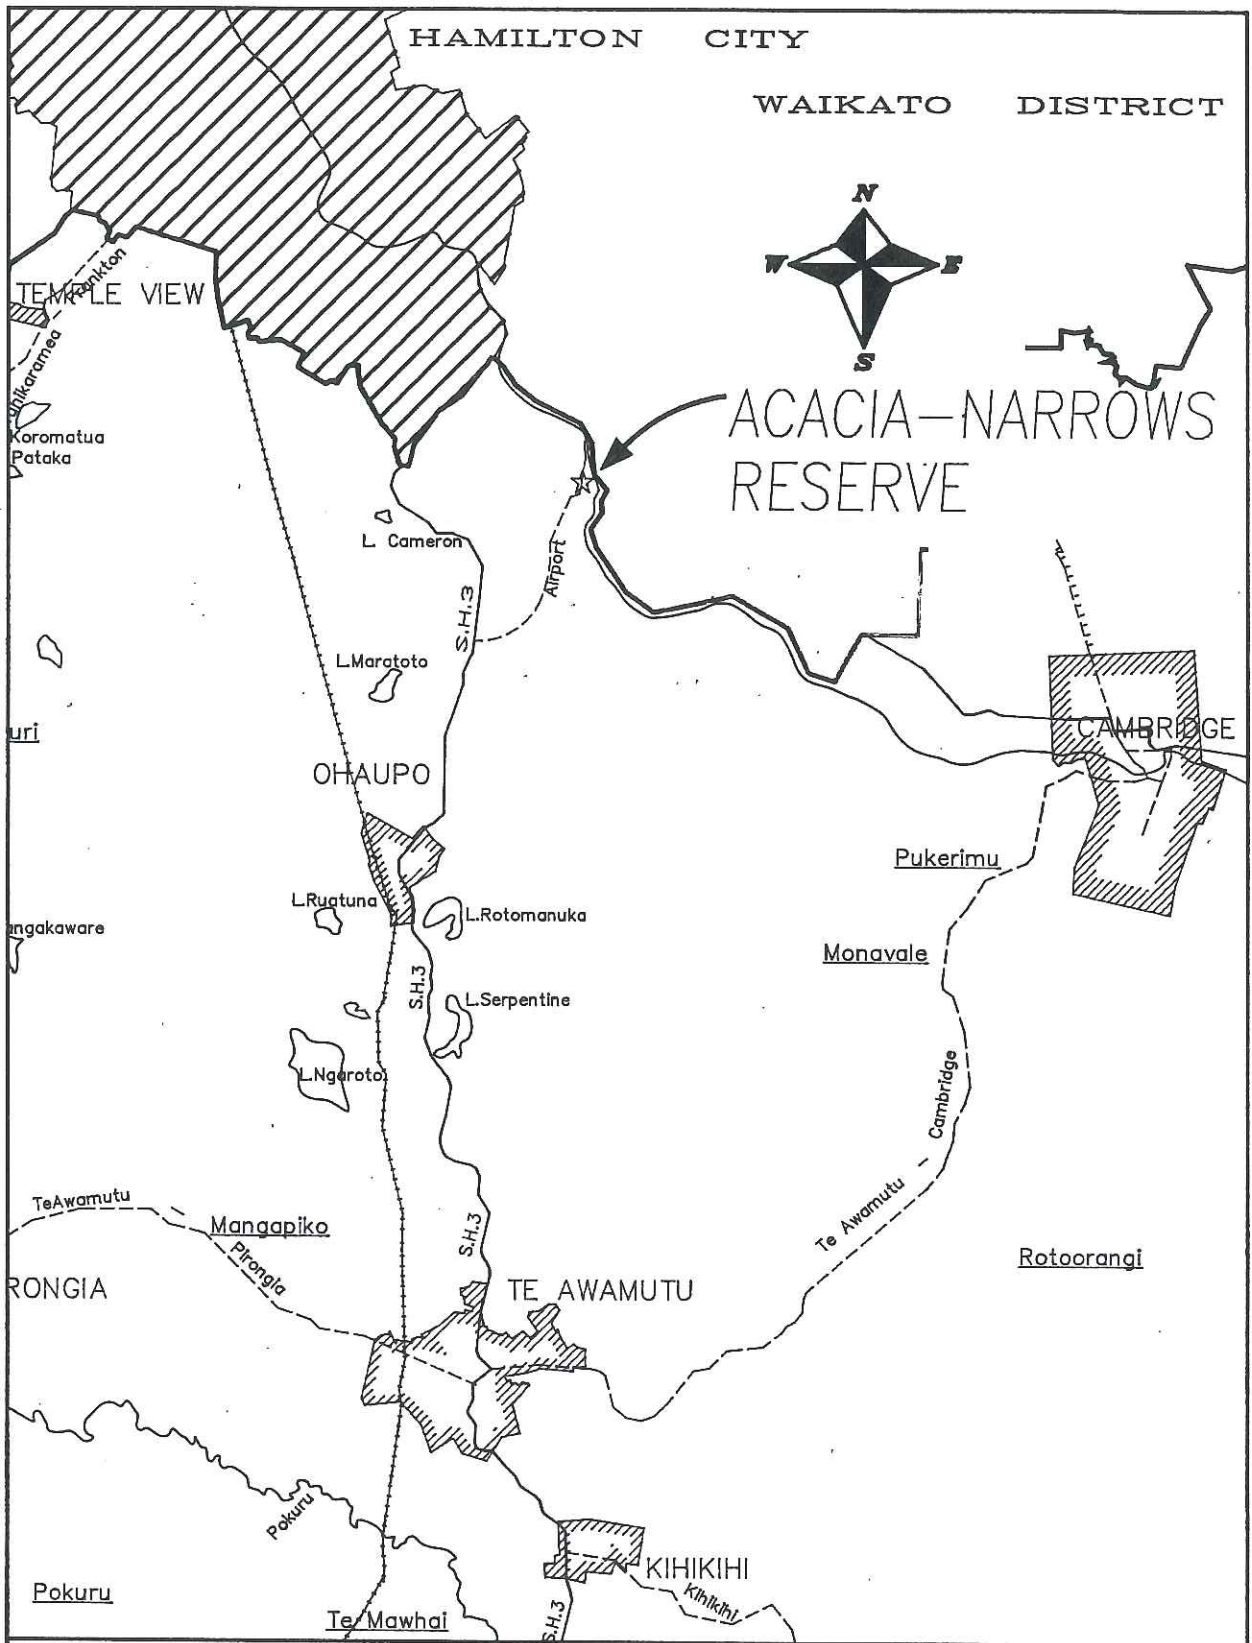 HAMILTON CITY
WAIKATO DISTRICT
N
W E
S
Frankton
TEMPLE VIEW
ACACIA-NARROWS
RESERVE
Koromatua
Pataka
L. Cameron
Airport
S.H.3
L.Maratoto
uri
CAMBRIDGE
OHAUPO
Pukerimu
L.Ruatuna
L.Rotomanuka
ngakaware
Monavale
S.H.3
L.Serpentine
L.Ngaroto
Cambridge
TeAwamutu -
Mangapiko
Pirongia
S.H.3
Te Awamutu -
Rotoorangi
RONGIA
TE AWAMUTU
Pokuru
KIHIKIHI
Kihikihi
Pokuru
Te Mawhai
S.H.3